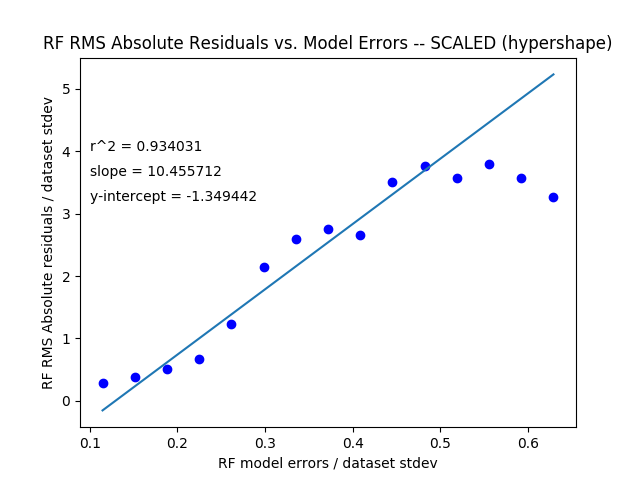 RF RMS Absolute Residuals vs. Model Errors -- SCALED (hypershape)
RF RMS Absolute residuals / dataset stdev
5
4
3
2
1
0
r^2 = 0.934031
slope = 10.455712
y-intercept = -1.349442
0.1 0.2 0.3 0.4 0.5 0.6
RF model errors / dataset stdev